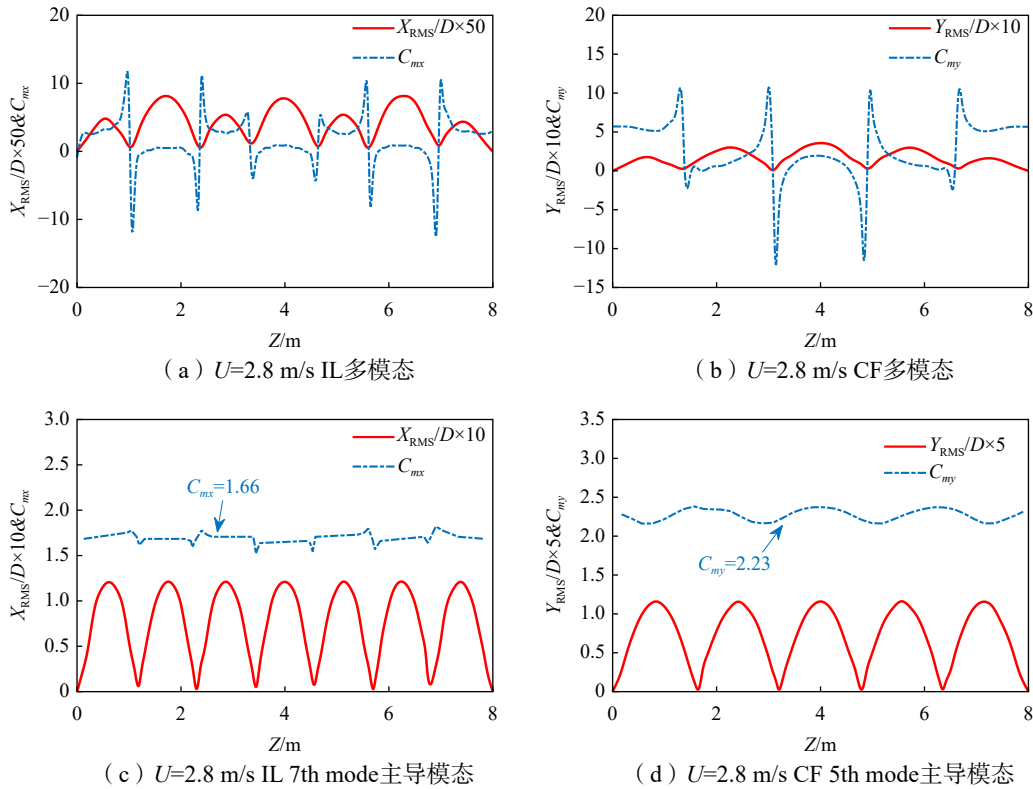 20
10
0
−10
−20
X_RMS/D×50&C_mx
X_RMS/D×50
C_mx
0 2 4 6 8
Z/m
（a）U=2.8 m/s IL多模态
20
15
10
5
0
−5
−10
−15
Y_RMS/D×10&C_my
Y_RMS/D×10
C_my
0 2 4 6 8
Z/m
（b）U=2.8 m/s CF多模态
3.0
2.5
2.0
1.5
1.0
0.5
0
X_RMS/D×10&C_mx
X_RMS/D×10
C_mx
C_mx=1.66
0 2 4 6 8
Z/m
（c）U=2.8 m/s IL 7th mode主导模态
3.5
3.0
2.5
2.0
1.5
1.0
0.5
0
Y_RMS/D×5&C_my
Y_RMS/D×5
C_my
C_my=2.23
0 2 4 6 8
Z/m
（d）U=2.8 m/s CF 5th mode主导模态